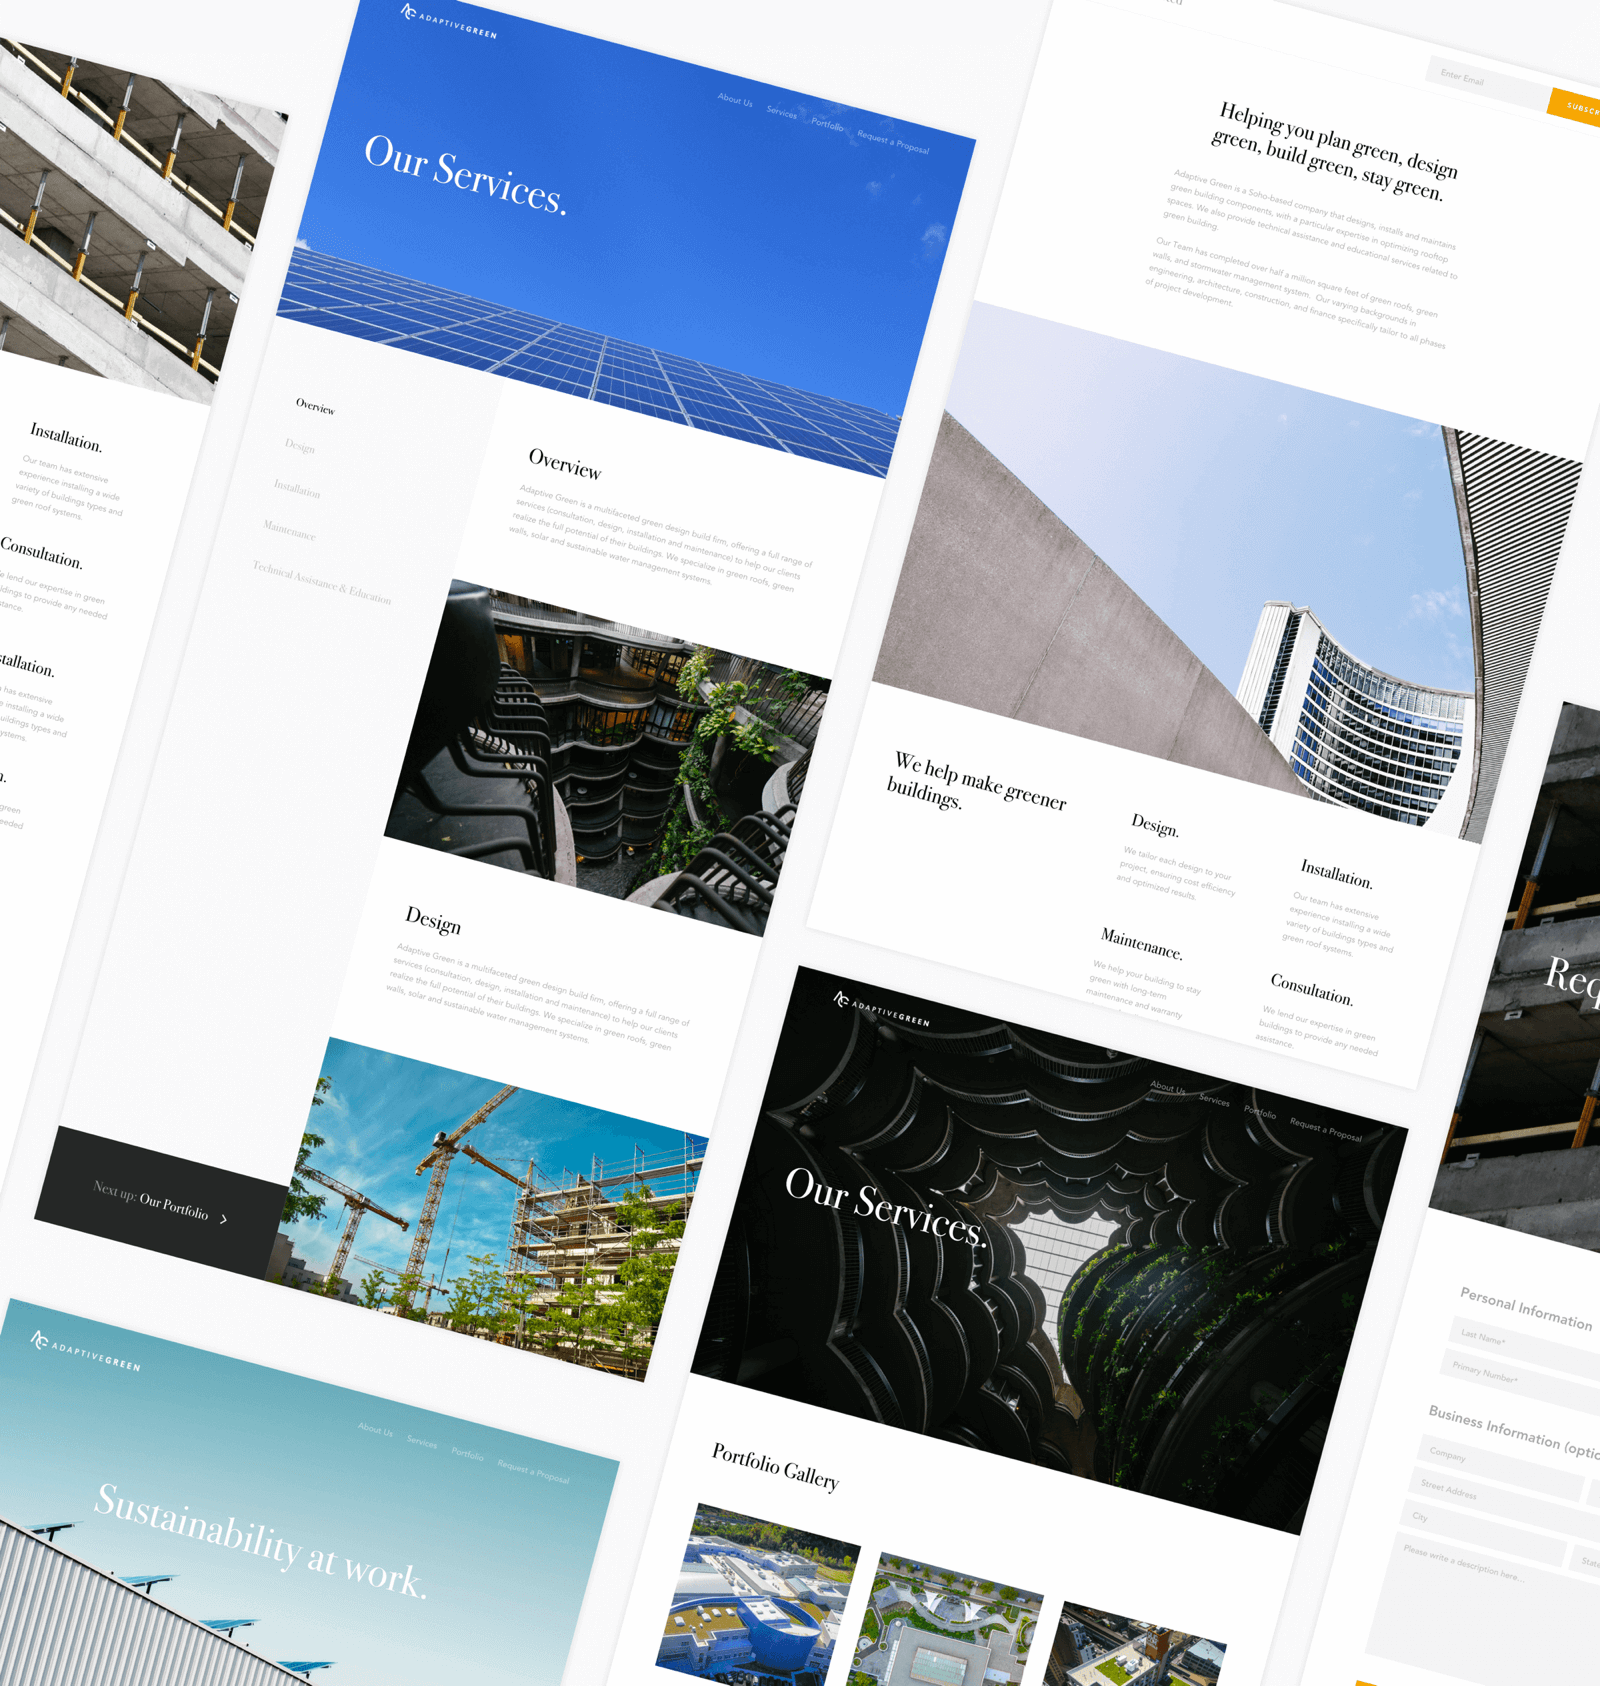 Installation.
Our team has extensive
experience installing a wide
variety of buildings types and
green roof systems.
Consultation.
lend our expertise in green
to provide any needed
stance.
has extensive
installing a wide
types and
green
ADAPTIVEGREEN
About Us
Services
Portfolio
Request a Proposal
Our Services.
Overview
Design
Installation
Maintenance
Technical Assistance & Education
Overview
Adaptive Green is a multifaceted green design build firm, offering a full range of
services (consultation, design, installation and maintenance) to help our clients
realize the full potential of their buildings. We specialize in green roofs, green
walls, solar and sustainable water management systems.
Design
Adaptive Green is a multifaceted green design build firm, offering a full range of
services (consultation, design, installation and maintenance) to help our clients
realize the full potential of their buildings. We specialize in green roofs, green
walls, solar and sustainable water management systems.
Next up: Our Portfolio
Enter Email
SUBSCR
Helping you plan green, design
green, build green, stay green.
Adaptive Green is a Soho-based company that designs, installs and maintains
green building components, with a particular expertise in optimizing rooftop
spaces. We also provide technical assistance and educational services related to
green building.
Our Team has completed over half a million square feet of green roofs, green
walls, and stormwater management system. Our varying backgrounds in
engineering, architecture, construction, and finance specifically tailor to all phases
of project development.
We help make greener
buildings.
Design.
We tailor each design to your
project, ensuring cost efficiency
and optimized results.
Installation.
Our team has extensive
experience installing a wide
variety of buildings types and
green roof systems.
Maintenance.
We help your building to stay
green with long-term
maintenance and warranty
Consultation.
We lend our expertise in green
buildings to provide any needed
assistance.
ADAPTIVEGREEN
About Us
Services
Portfolio
Request a Proposal
Our Services.
Portfolio Gallery
ADAPTIVEGREEN
About Us
Services
Portfolio
Request a Proposal
Sustainability at work.
Req
Personal Information
Last Name*
Primary Number*
Business Information (optio
Company
Street Address
City
State
Please write a description here...